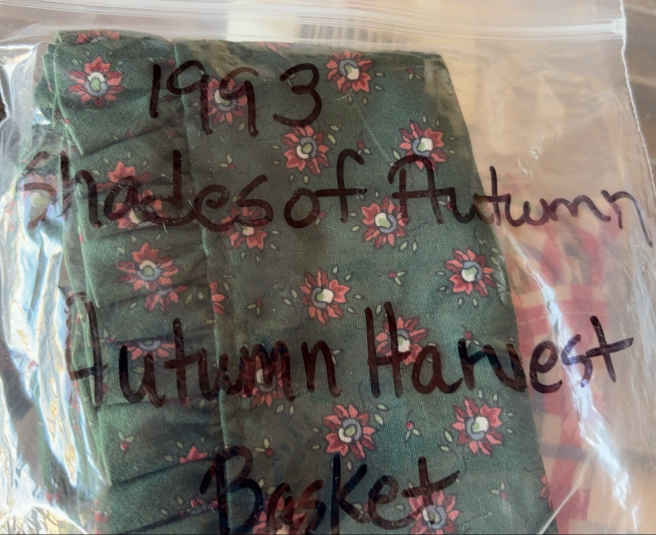 1993
Shades of Autumn
Autumn Harvest
Basket